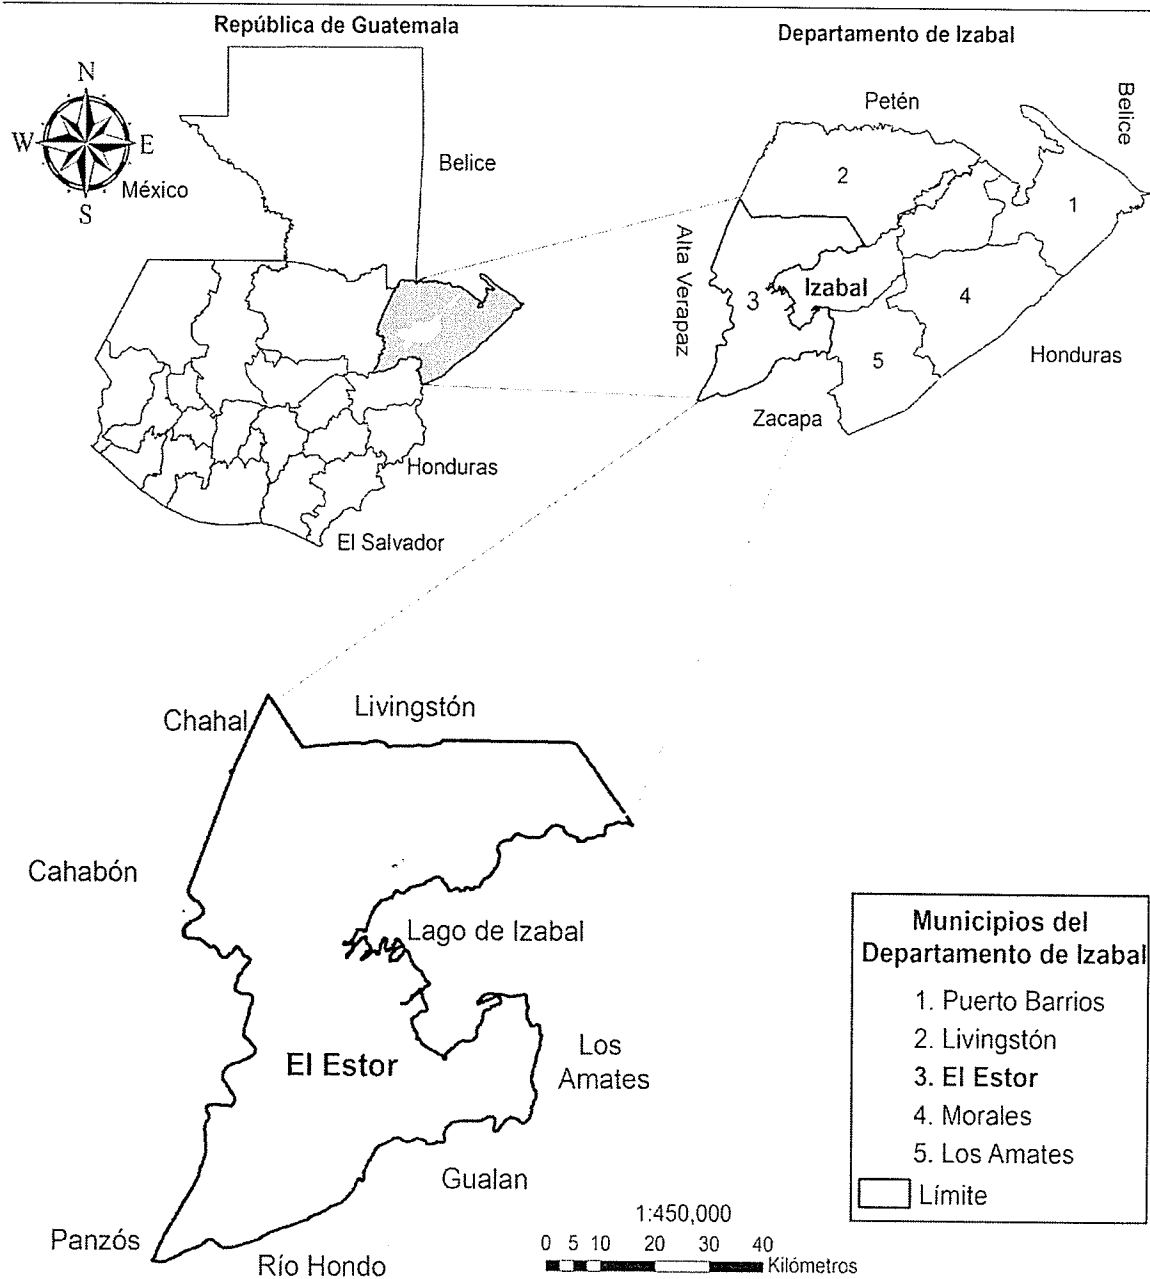 República de Guatemala
Departamento de Izabal
N
W
E
S
México
Belice
Honduras
El Salvador
Petén
Belice
Alta Verapaz
2
1
Izabal
3
4
5
Honduras
Zacapa
Chahal
Livingstón
Cahabón
Lago de Izabal
El Estor
Los
Amates
Gualan
Panzós
Río Hondo
1:450,000
0 5 10 20 30 40
Kilómetros
Municipios del
Departamento de Izabal
1. Puerto Barrios
2. Livingstón
3. El Estor
4. Morales
5. Los Amates
Límite